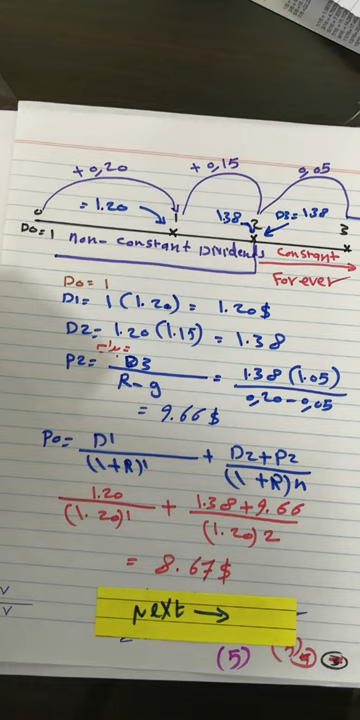 +0,20 +0,15 0,05
= 1.20 1 1.38 2 D3=1.38 3
0
D0=1 Non-Constant Dividends Constant
Forever
D0= 1
D1= 1(1.20) = 1.20$
D2= 1.20(1.15) = 1.38
P2= D3 / R-g = 1.38(1.05) / 0,20-0,05
= 9.66$
P0= D1 / (1+R)1 + D2+P2 / (1+R)n
1.20 / (1.20)1 + 1.38+9.66 / (1.20)2
= 8.67$
Next →
(5)